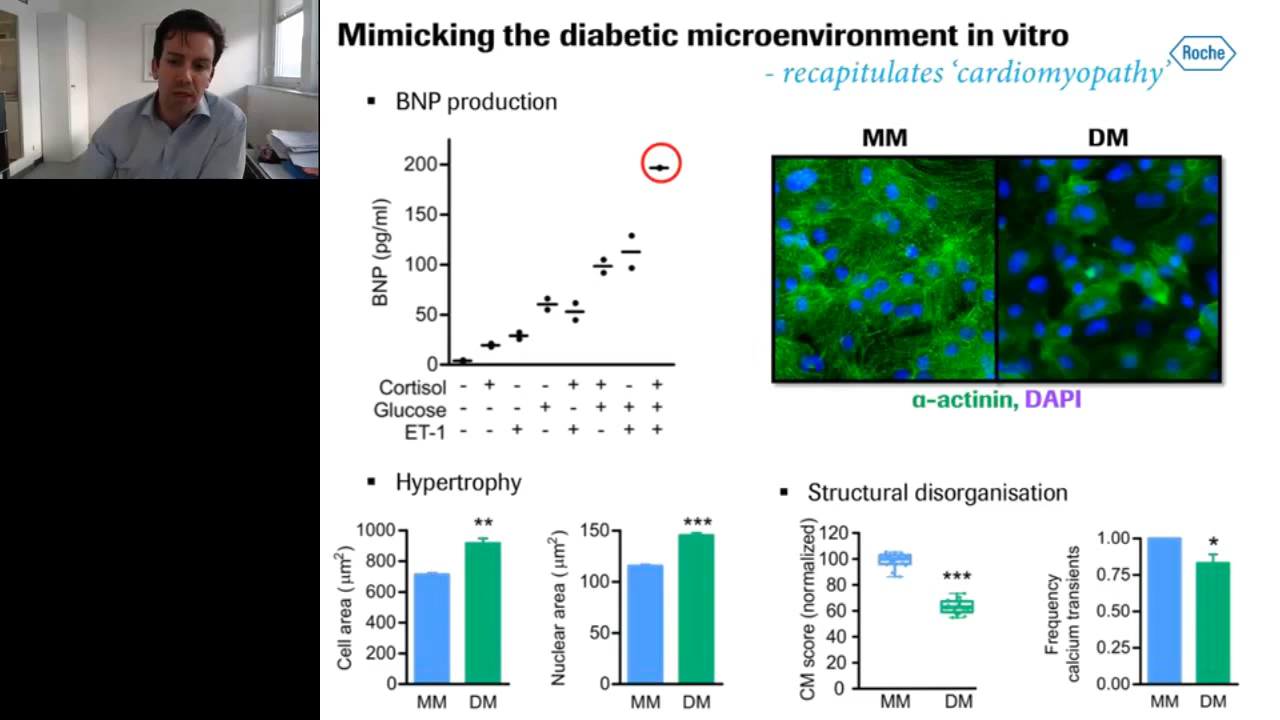 Mimicking the diabetic microenvironment in vitro
- recapitulates ‘cardiomyopathy’
Roche
▪ BNP production
BNP (pg/ml)
200
150
100
50
0
Cortisol - + - - + + - +
Glucose - - - + - + + +
ET-1 - - + - + - + +
MM DM
α-actinin, DAPI
▪ Hypertrophy
Cell area (μm²)
1000
800
600
400
200
0
**
MM DM
Nuclear area (μm²)
150
100
50
0
***
MM DM
▪ Structural disorganisation
CM score (normalized)
120
100
80
60
40
20
0
***
MM DM
Frequency
calcium transients
1.00
0.75
0.50
0.25
0.00
*
MM DM